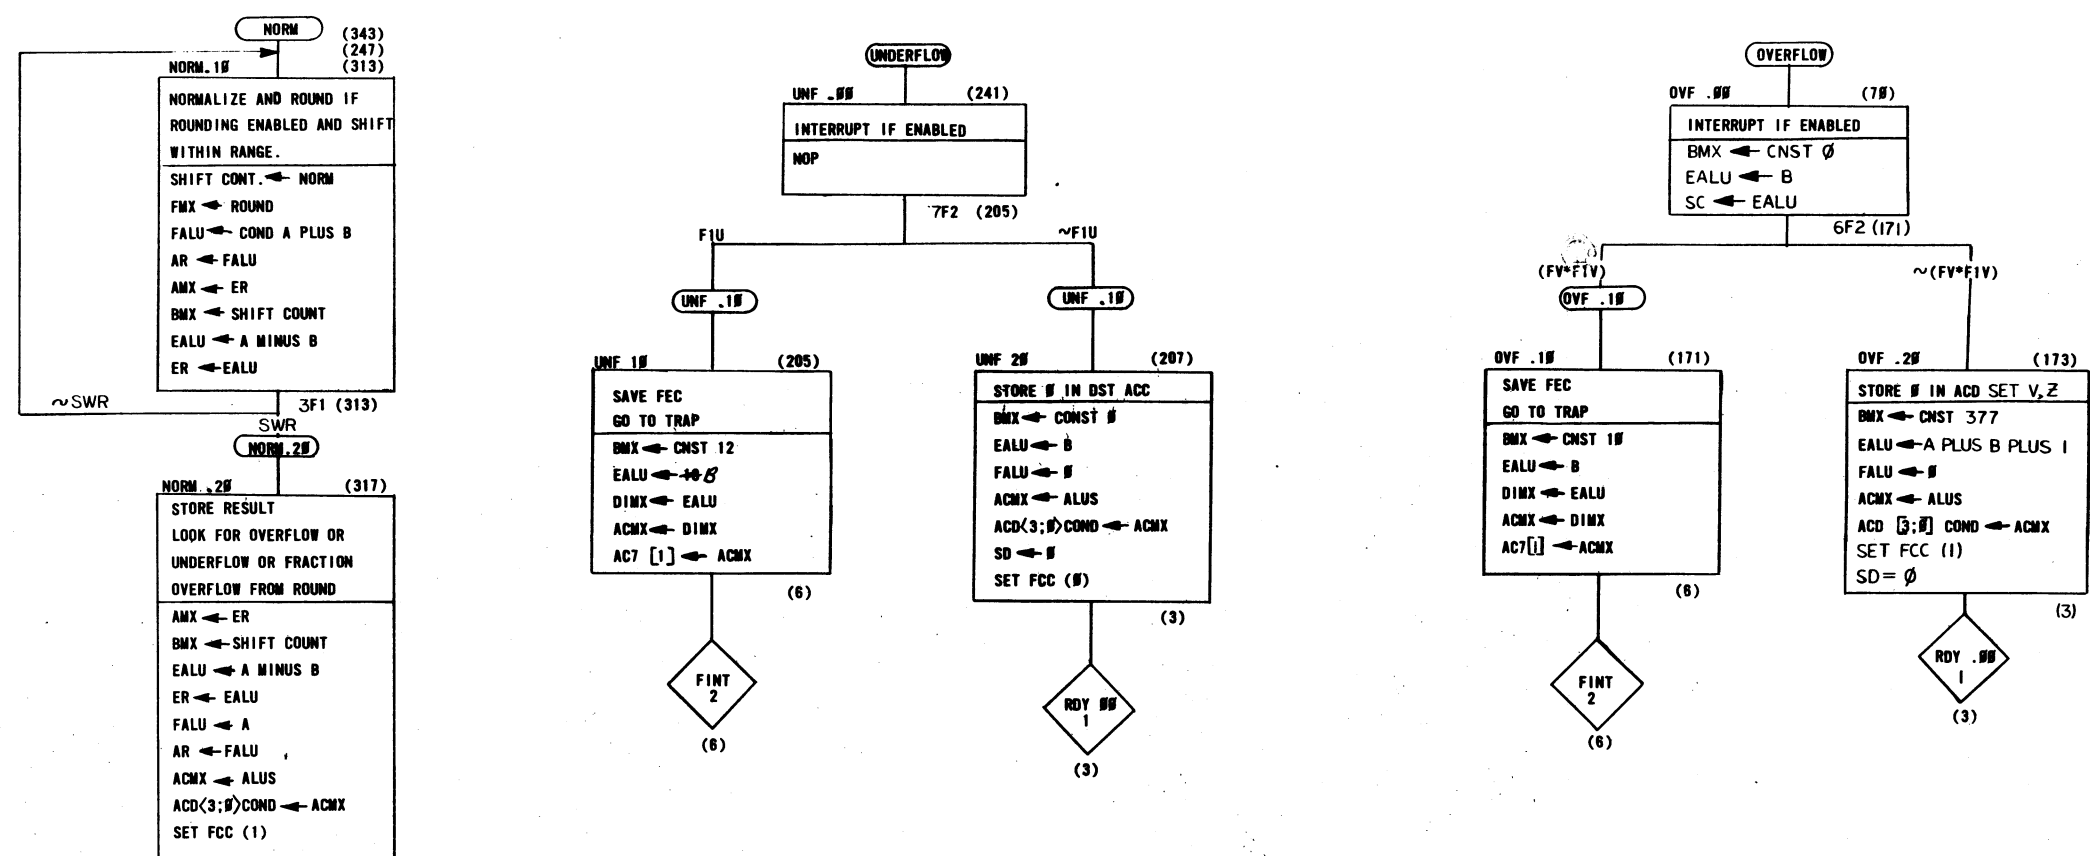 NORM
(343)
(247)
NORM.1Ø (313)
NORMALIZE AND ROUND IF
ROUNDING ENABLED AND SHIFT
WITHIN RANGE.
SHIFT CONT. ← NORM
FMX ← ROUND
FALU ← COND A PLUS B
AR ← FALU
AMX ← ER
BMX ← SHIFT COUNT
EALU ← A MINUS B
ER ← EALU
~SWR
3F1 (313)
SWR
NORM.2Ø
NORM.2Ø (317)
STORE RESULT
LOOK FOR OVERFLOW OR
UNDERFLOW OR FRACTION
OVERFLOW FROM ROUND
AMX ← ER
BMX ← SHIFT COUNT
EALU ← A MINUS B
ER ← EALU
FALU ← A
AR ← FALU
ACMX ← ALUS
ACD<3;Ø>COND ← ACMX
SET FCC (1)
UNDERFLOW
UNF .ØØ (241)
INTERRUPT IF ENABLED
NOP
7F2 (205)
F1U
~F1U
UNF .1Ø
UNF .1Ø
UNF 1Ø (205)
SAVE FEC
GO TO TRAP
BMX ← CNST 12
EALU ← 10 B
DIMX ← EALU
ACMX ← DIMX
AC7 [1] ← ACMX
(6)
FINT
2
(6)
UNF 2Ø (207)
STORE Ø IN DST ACC
BMX ← CONST Ø
EALU ← B
FALU ← Ø
ACMX ← ALUS
ACD<3;Ø>COND ← ACMX
SD ← Ø
SET FCC (Ø)
(3)
RDY ØØ
1
(3)
OVERFLOW
OVF .ØØ (7Ø)
INTERRUPT IF ENABLED
BMX ← CNST Ø
EALU ← B
SC ← EALU
6F2 (171)
(FV*F1V)
~(FV*F1V)
OVF .1Ø
OVF .1Ø (171)
SAVE FEC
GO TO TRAP
BMX ← CNST 1Ø
EALU ← B
DIMX ← EALU
ACMX ← DIMX
AC7[1] ← ACMX
(6)
FINT
2
(6)
OVF .2Ø (173)
STORE Ø IN ACD SET V,Z
BMX ← CNST 377
EALU ← A PLUS B PLUS 1
FALU ← Ø
ACMX ← ALUS
ACD [3;Ø] COND ← ACMX
SET FCC (1)
SD = Ø
(3)
RDY .ØØ
1
(3)